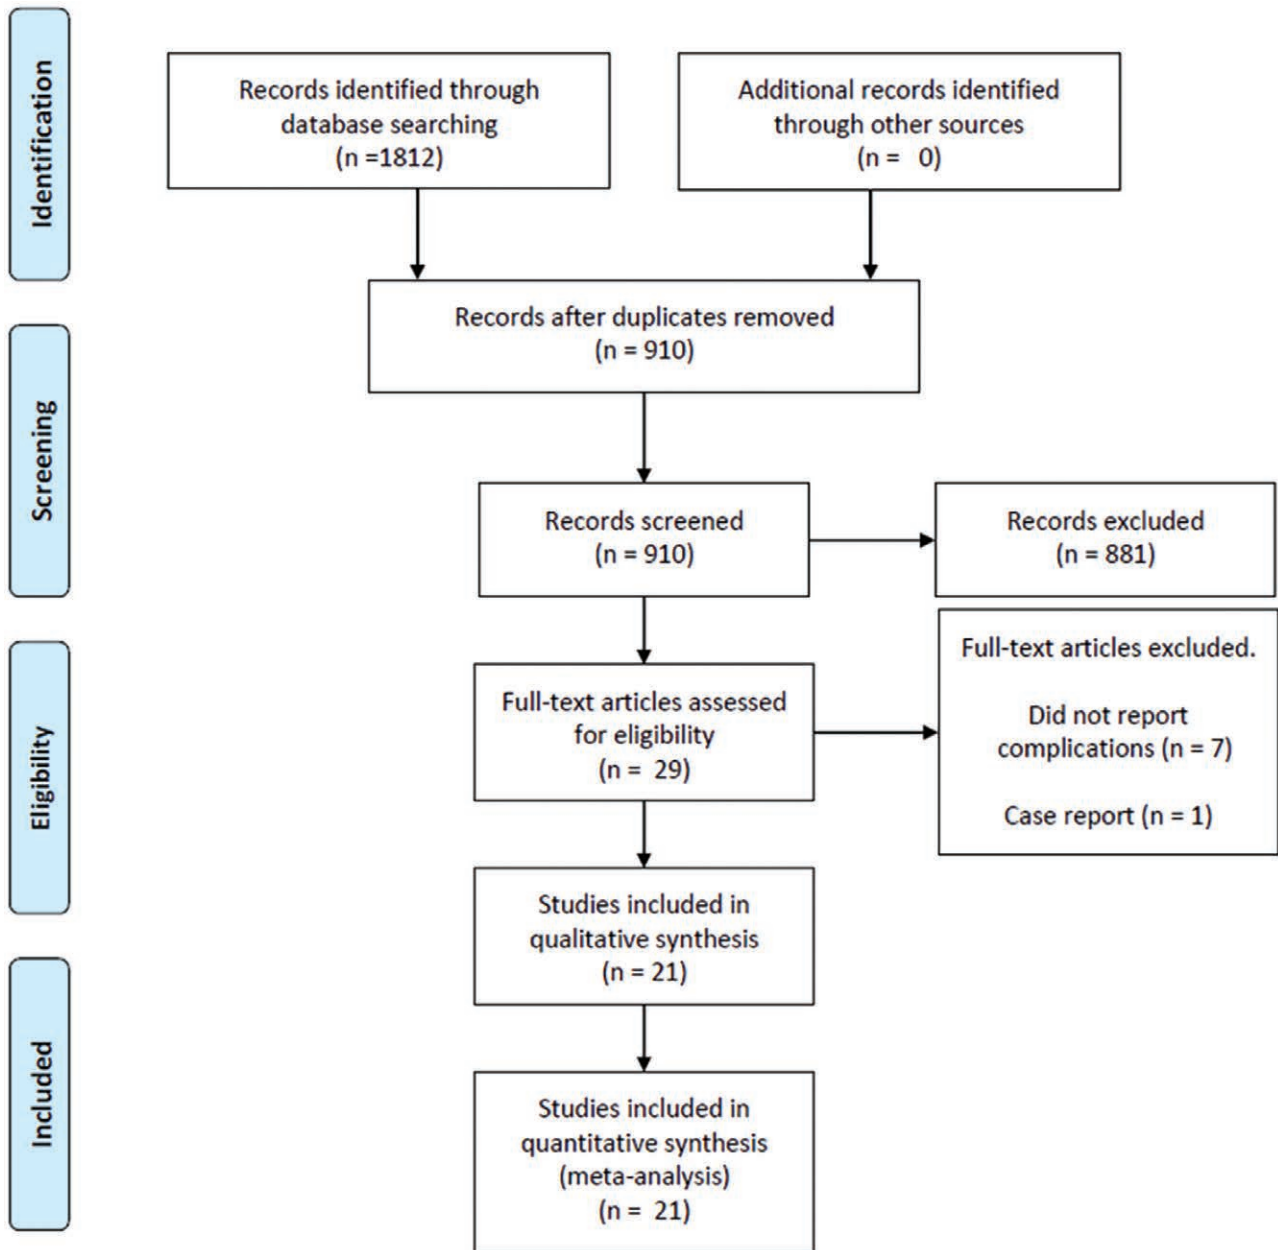 Identification
Records identified through
database searching
(n =1812)
Additional records identified
through other sources
(n = 0)
Records after duplicates removed
(n = 910)
Screening
Records screened
(n = 910)
Records excluded
(n = 881)
Eligibility
Full-text articles assessed
for eligibility
(n = 29)
Full-text articles excluded.
Did not report
complications (n = 7)
Case report (n = 1)
Studies included in
qualitative synthesis
(n = 21)
Included
Studies included in
quantitative synthesis
(meta-analysis)
(n = 21)